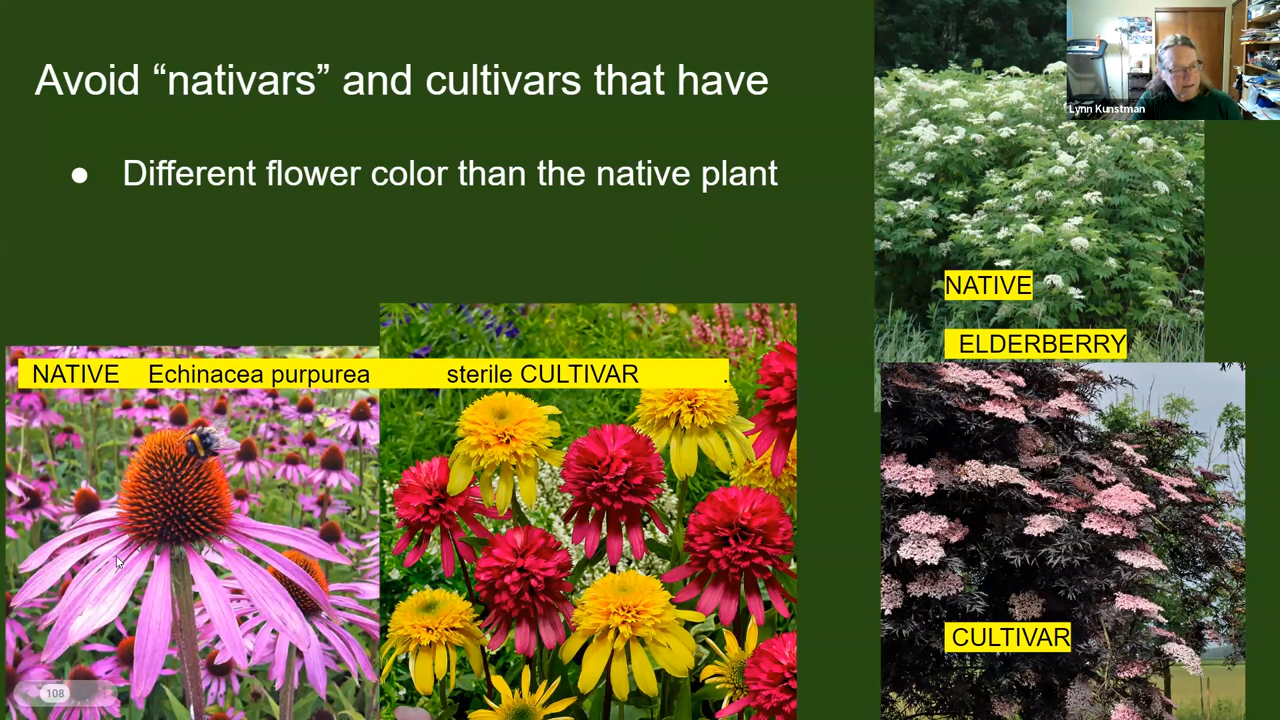 Avoid “nativars” and cultivars that have
● Different flower color than the native plant
Lynn Kunstman
NATIVE
ELDERBERRY
NATIVE Echinacea purpurea sterile CULTIVAR .
CULTIVAR
108